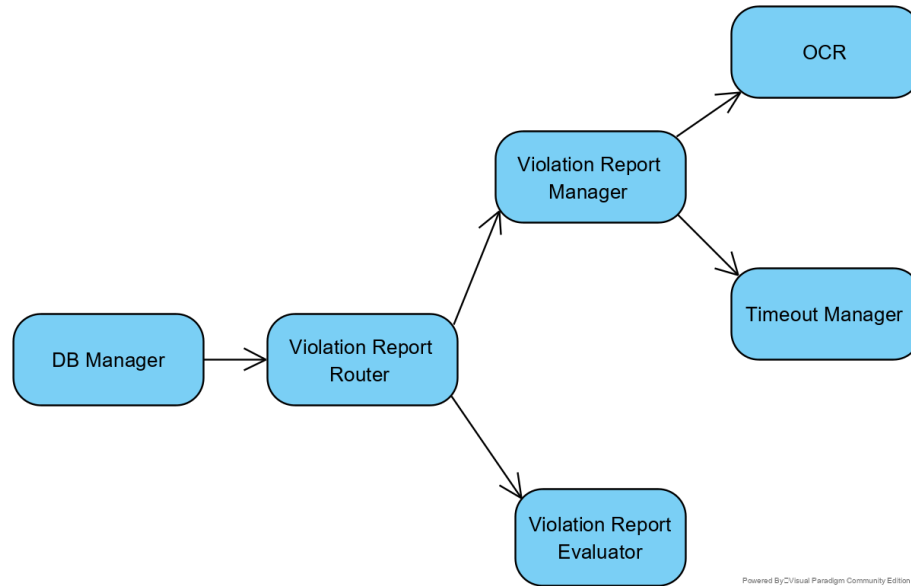 OCR
Violation Report
Manager
Timeout Manager
DB Manager
Violation Report
Router
Violation Report
Evaluator
Powered By Visual Paradigm Community Edition